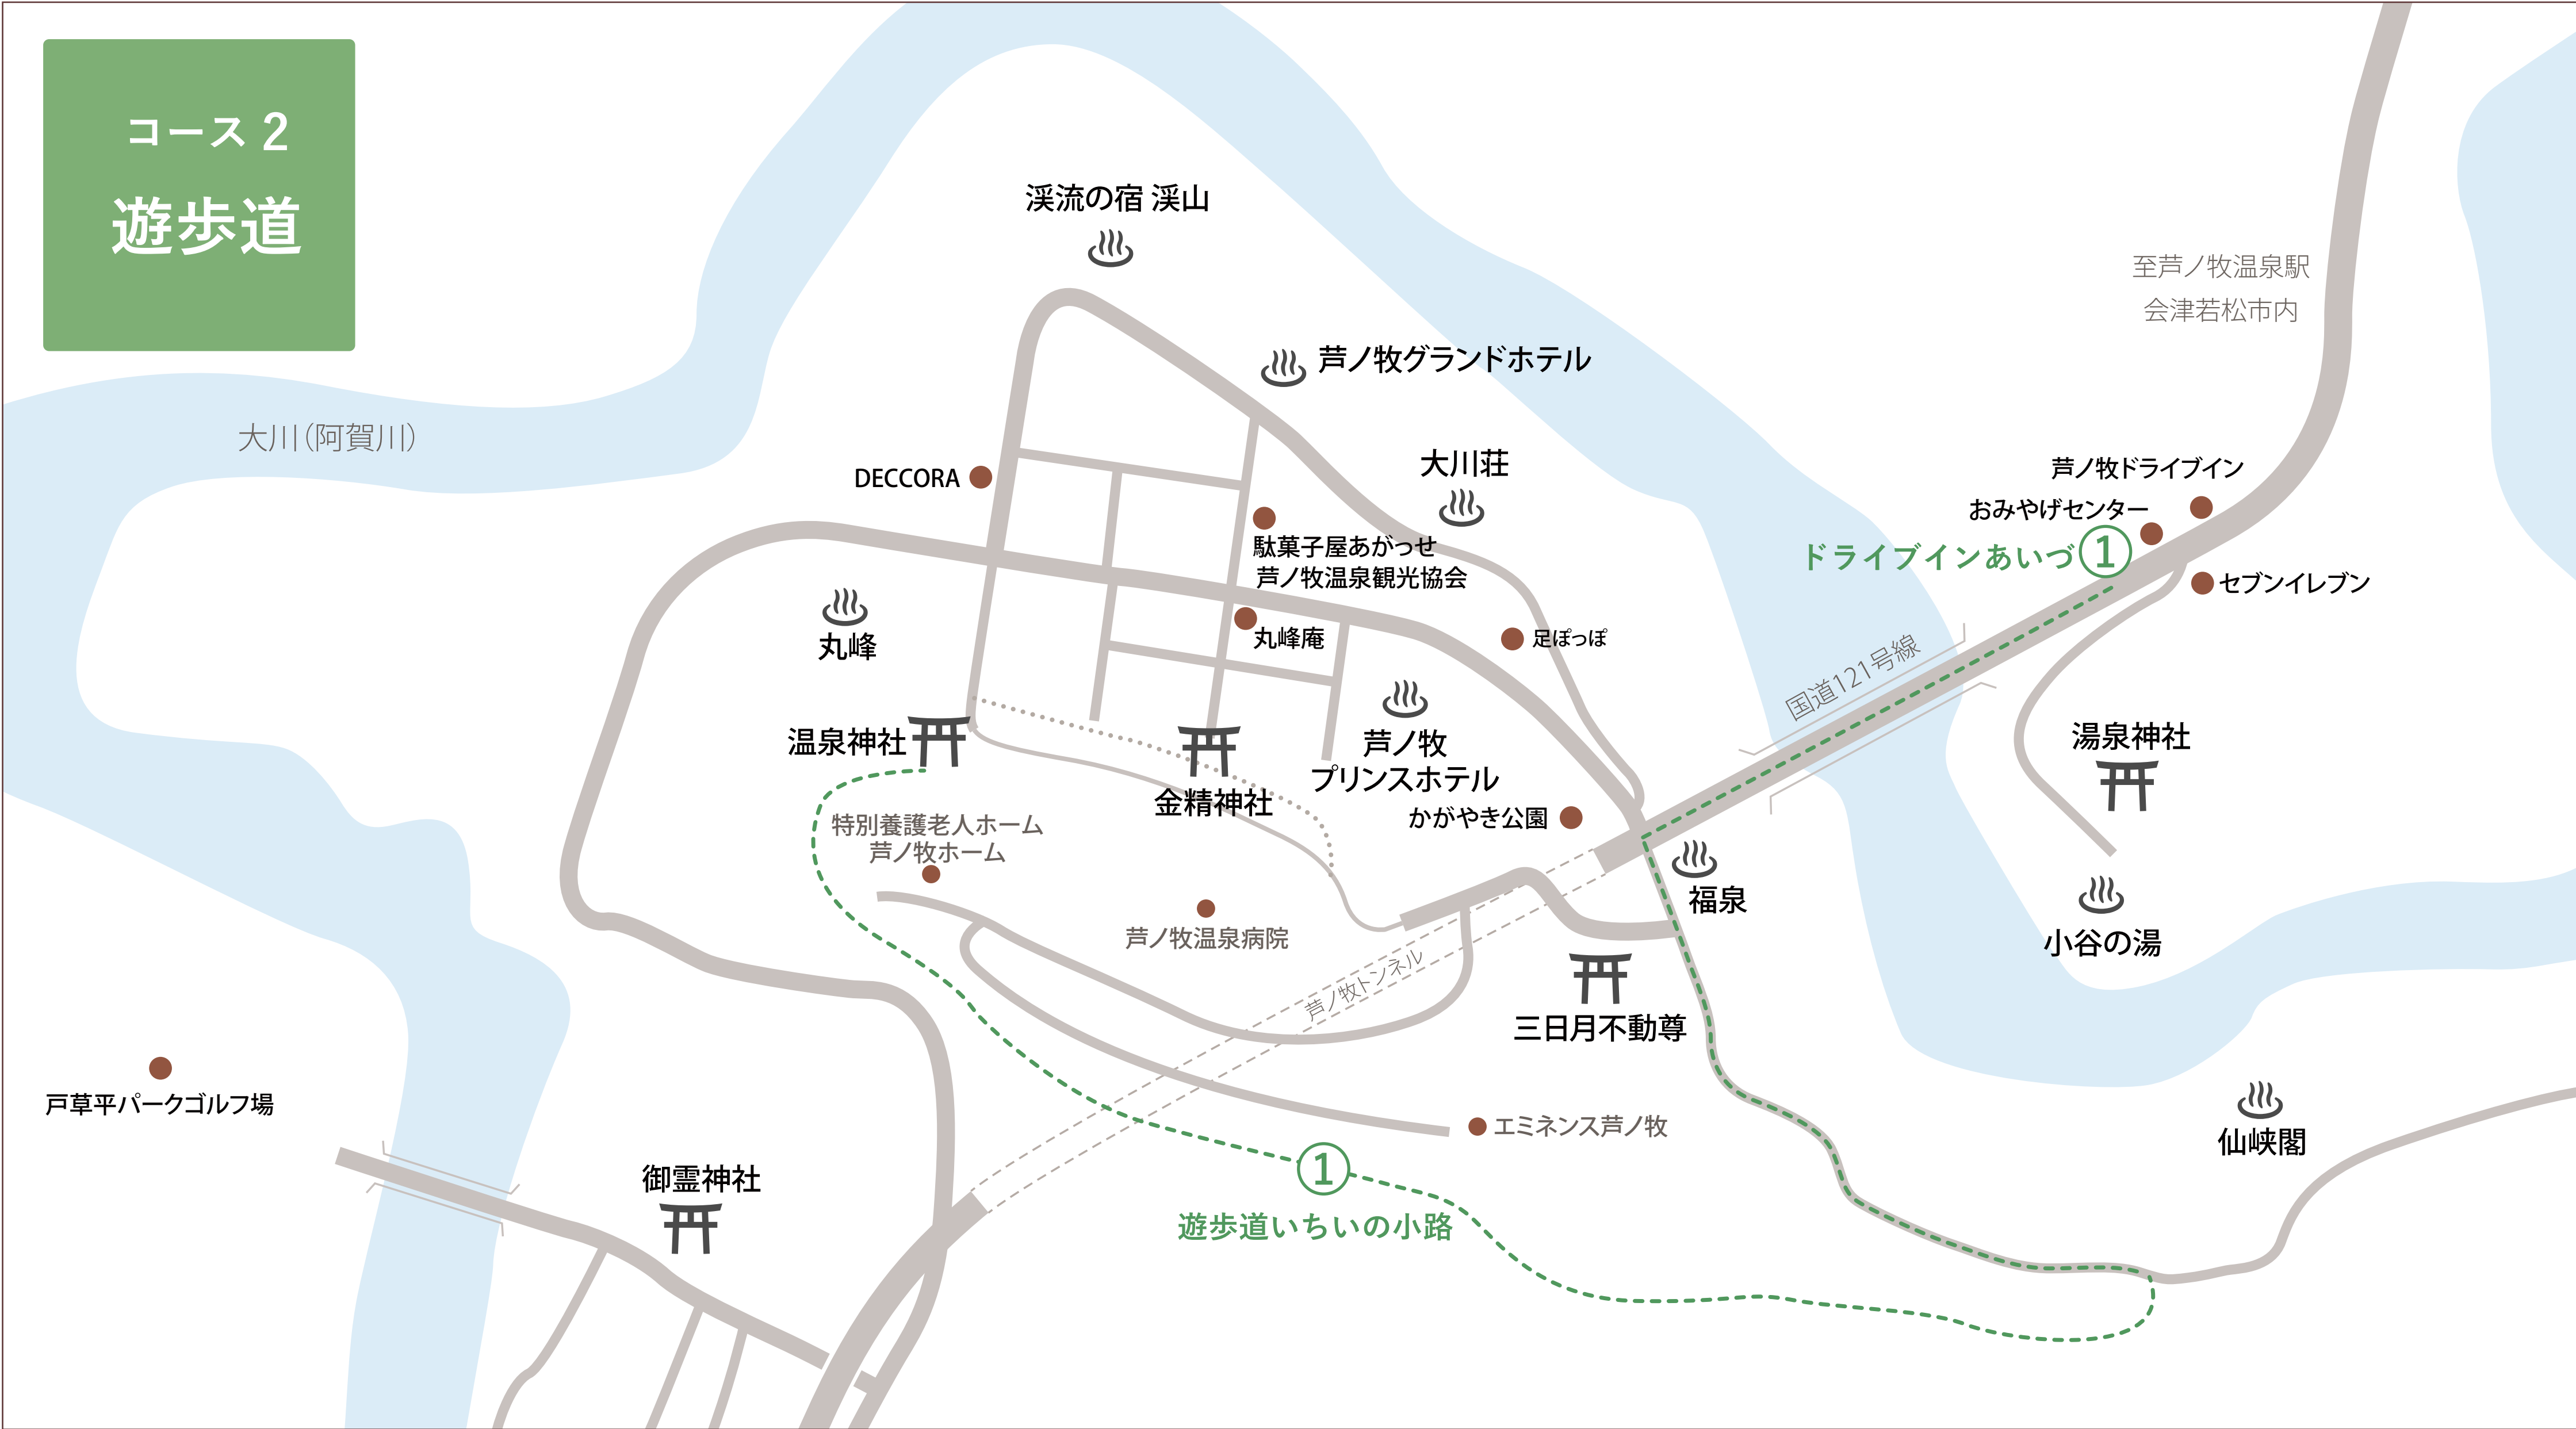 コース 2
遊歩道
渓流の宿 渓山
至芦ノ牧温泉駅
会津若松市内
芦ノ牧グランドホテル
大川（阿賀川）
大川荘
DECCORA
芦ノ牧ドライブイン
おみやげセンター
ドライブインあいづ ①
セブンイレブン
駄菓子屋あがっせ
芦ノ牧温泉観光協会
丸峰庵
足ぽっぽ
丸峰
国道121号線
温泉神社
金精神社
芦ノ牧
プリンスホテル
かがやき公園
湯泉神社
特別養護老人ホーム
芦ノ牧ホーム
福泉
芦ノ牧温泉病院
小谷の湯
芦ノ牧トンネル
三日月不動尊
戸草平パークゴルフ場
エミネンス芦ノ牧
仙峡閣
御霊神社
①
遊歩道いちいの小路